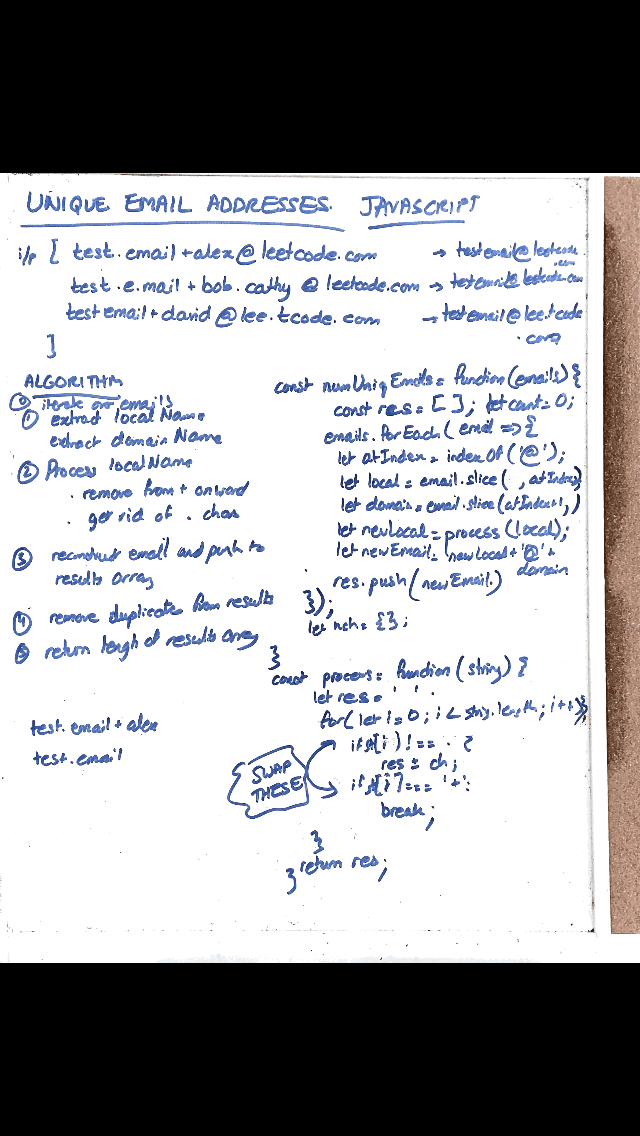 UNIQUE EMAIL ADDRESSES. JAVASCRIPT
i/p [ test.email+alex@leetcode.com → testemail@leetcode.com
test.e.mail+bob.cathy@leetcode.com → testemail@leetcode.com
testemail+david@lee.tcode.com → testemail@lee.tcode.com
]
ALGORITHM
⓪ iterate over emails
① extract localName
extract domain Name
② Process localName
. remove from + onward
. get rid of . chars
③ reconstruct email and push to
results array
④ remove duplicates from results
⑤ return length of results array
test.email+alex
test.email
const numUniqEmails = function(emails) {
const res = []; let count = 0;
emails.forEach( email => {
let atIndex = indexOf('@');
let local = email.slice( , atIndex)
let domain = email.slice(atIndex+1, )
let newLocal = process(local);
let newEmail = newLocal + '@' +
domain
res.push(newEmail.)
});
let hch = {};
}
const process = function(string) {
let res = ' '
for(let i=0; i < string.length; i++) {
if s[i] !== . {
res ± ch;
if s[i] === '+':
break;
SWAP
THESE
}
return res;
}